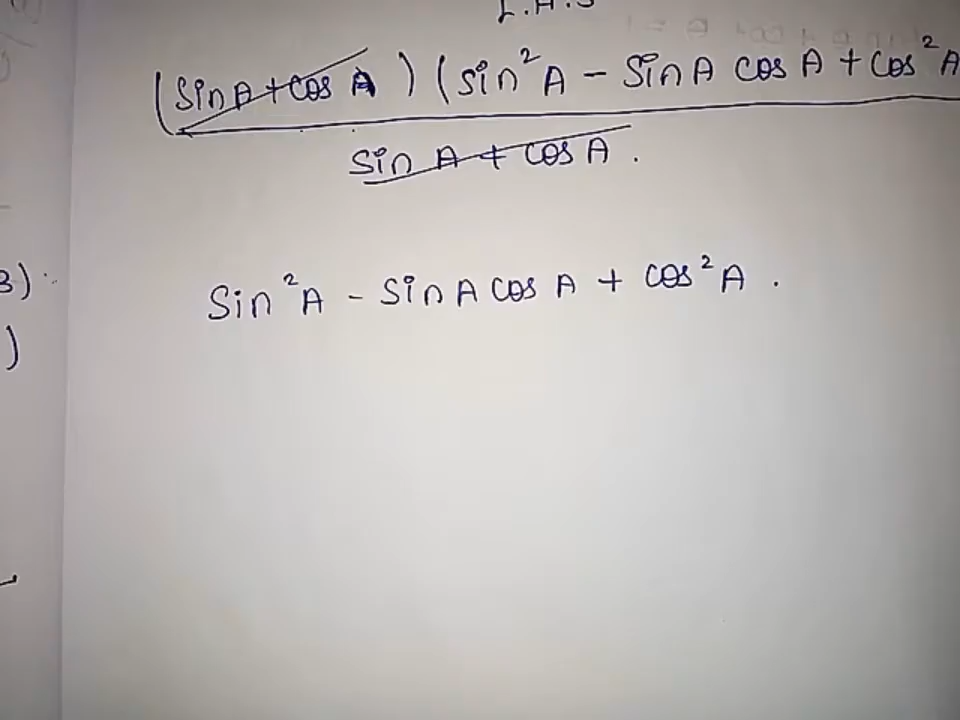 L.H.S
(sin A + cos A) (sin²A − sin A cos A + cos²A
sin A + cos A .
3) :
)
sin²A − sin A cos A + cos²A .